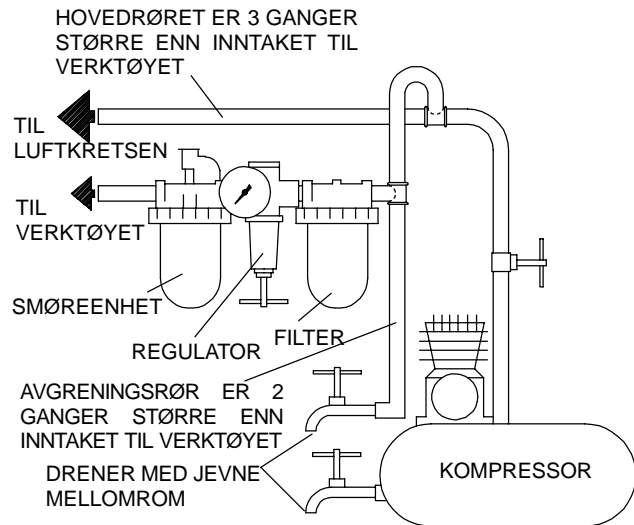 HOVEDRØRET ER 3 GANGER
STØRRE ENN INNTAKET TIL
VERKTØYET
TIL
LUFTKRETSEN
TIL
VERKTØYET
SMØREENHET
REGULATOR
FILTER
AVGRENINGSRØR ER 2
GANGER STØRRE ENN
INNTAKET TIL VERKTØYET
DRENER MED JEVNE
MELLOMROM
KOMPRESSOR